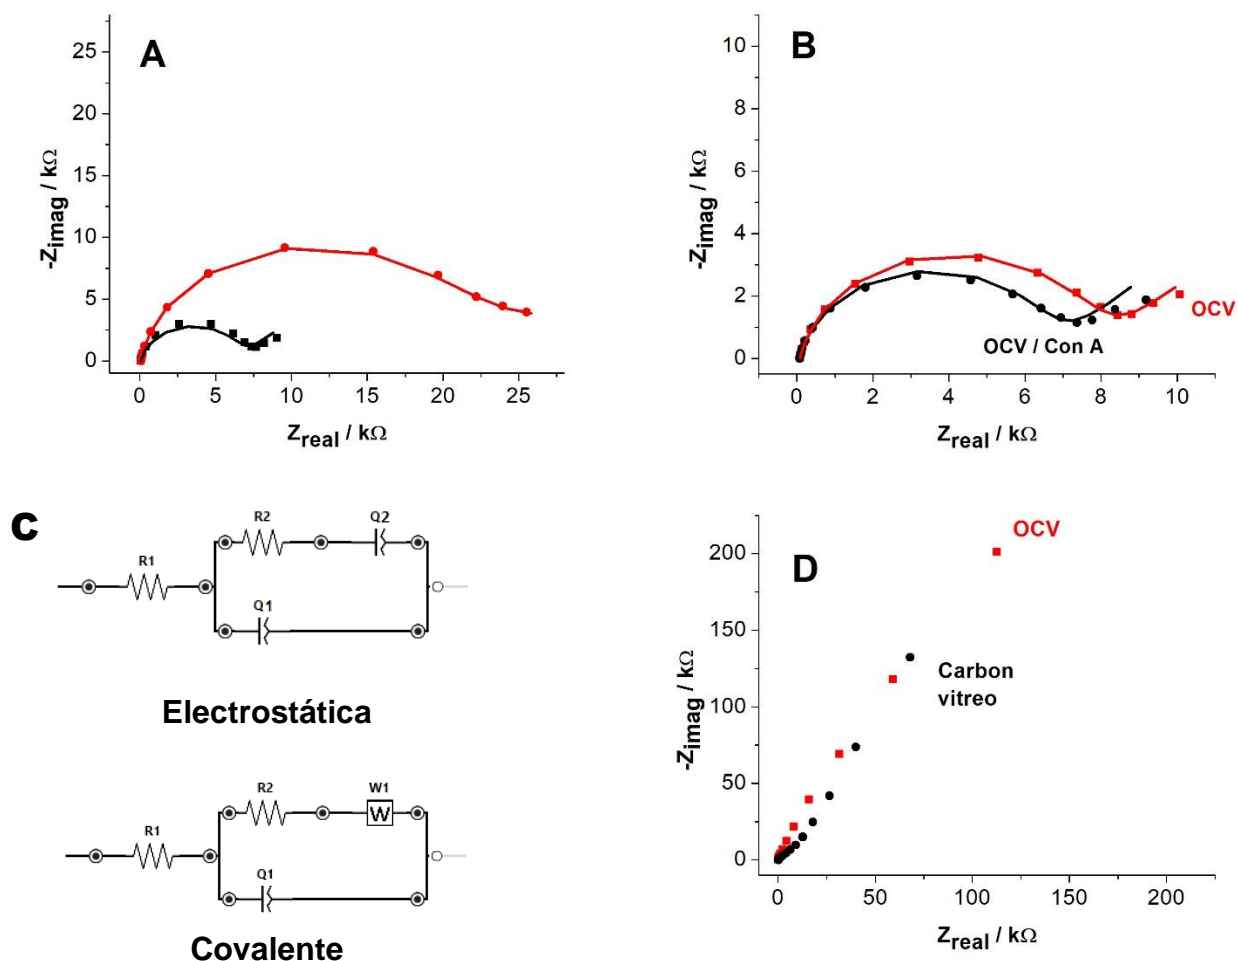 A
25
20
15
10
5
0
-Zimag / kΩ
0 5 10 15 20 25
Zreal / kΩ
B
10
8
6
4
2
0
-Zimag / kΩ
OCV
OCV / Con A
0 2 4 6 8 10
Zreal / kΩ
C
R2 Q2
R1
Q1
Electrostática
R2 W1
W
R1
Q1
Covalente
D
OCV
Carbon
vitreo
200
150
100
50
0
-Zimag / kΩ
0 50 100 150 200
Zreal / kΩ